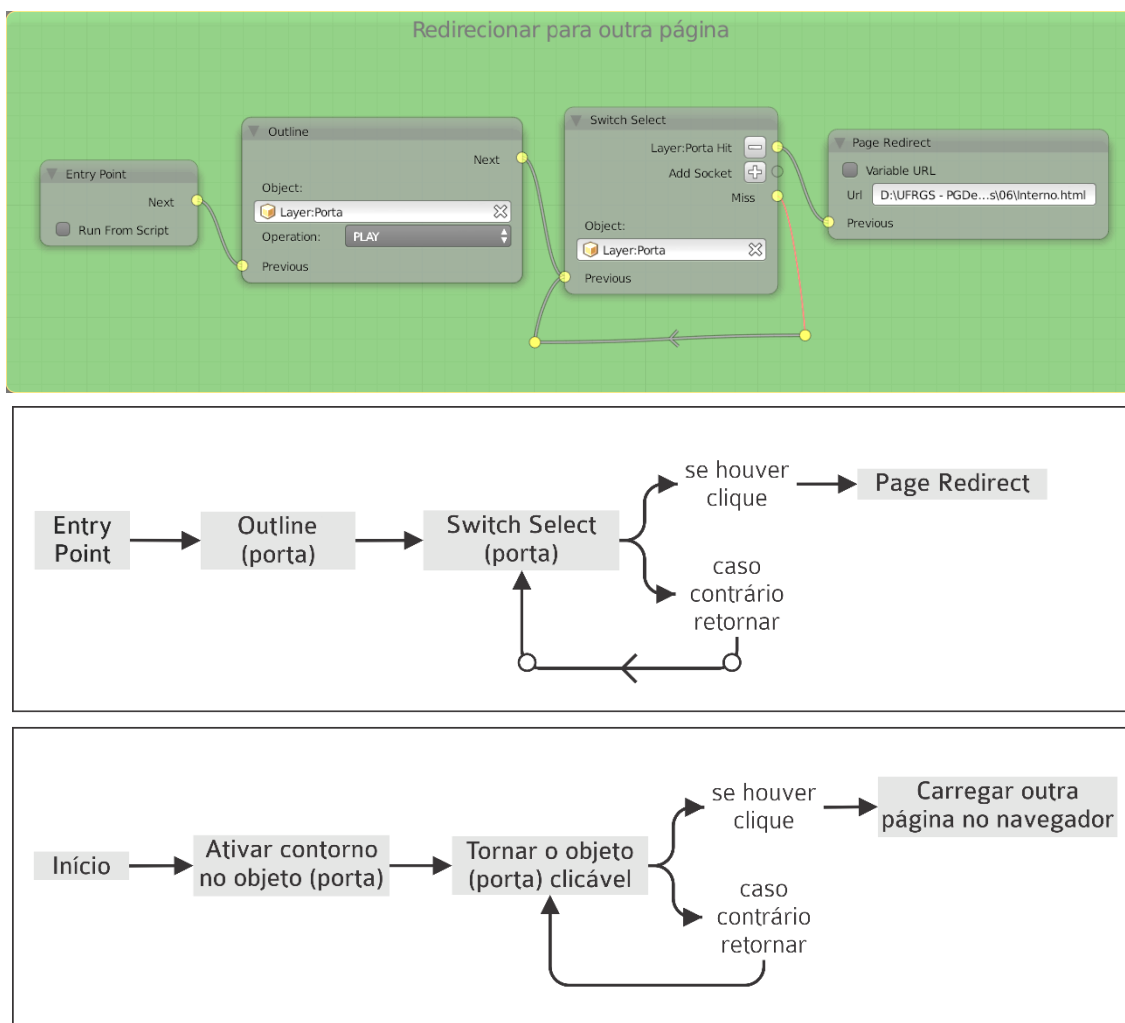 Redirecionar para outra página
Entry Point
Next
Run From Script
Outline
Next
Object:
Layer:Porta
Operation: PLAY
Previous
Switch Select
Layer:Porta Hit
Add Socket
Miss
Object:
Layer:Porta
Previous
Page Redirect
Variable URL
Url D:\UFRGS - PGDe...s\06\Interno.html
Previous
Entry
Point
Outline
(porta)
Switch Select
(porta)
se houver
clique
Page Redirect
caso
contrário
retornar
Início
Ativar contorno
no objeto (porta)
Tornar o objeto
(porta) clicável
se houver
clique
Carregar outra
página no navegador
caso
contrário
retornar